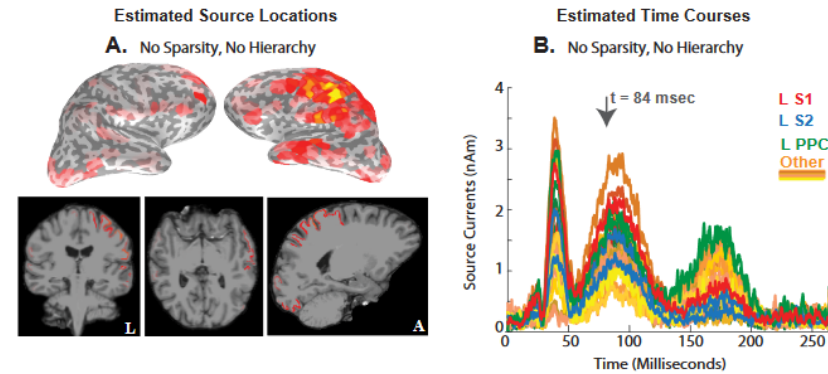 Estimated Source Locations
A. No Sparsity, No Hierarchy
L
A
Estimated Time Courses
B. No Sparsity, No Hierarchy
t = 84 msec
L S1
L S2
L PPC
Other
Source Currents (nAm)
4
3
2
1
0
0
50
100
150
200
250
Time (Milliseconds)